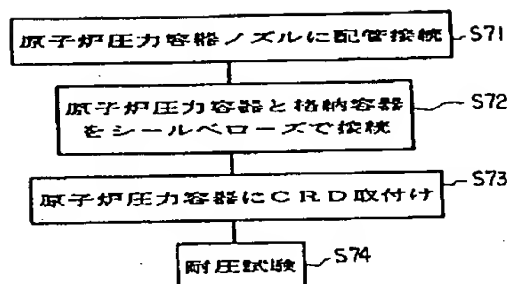 原子炉圧力容器ノズルに配管接続
S71
原子炉圧力容器と格納容器
をシールベローズで接続
S72
原子炉圧力容器にCRD取付け
S73
耐圧試験
S74